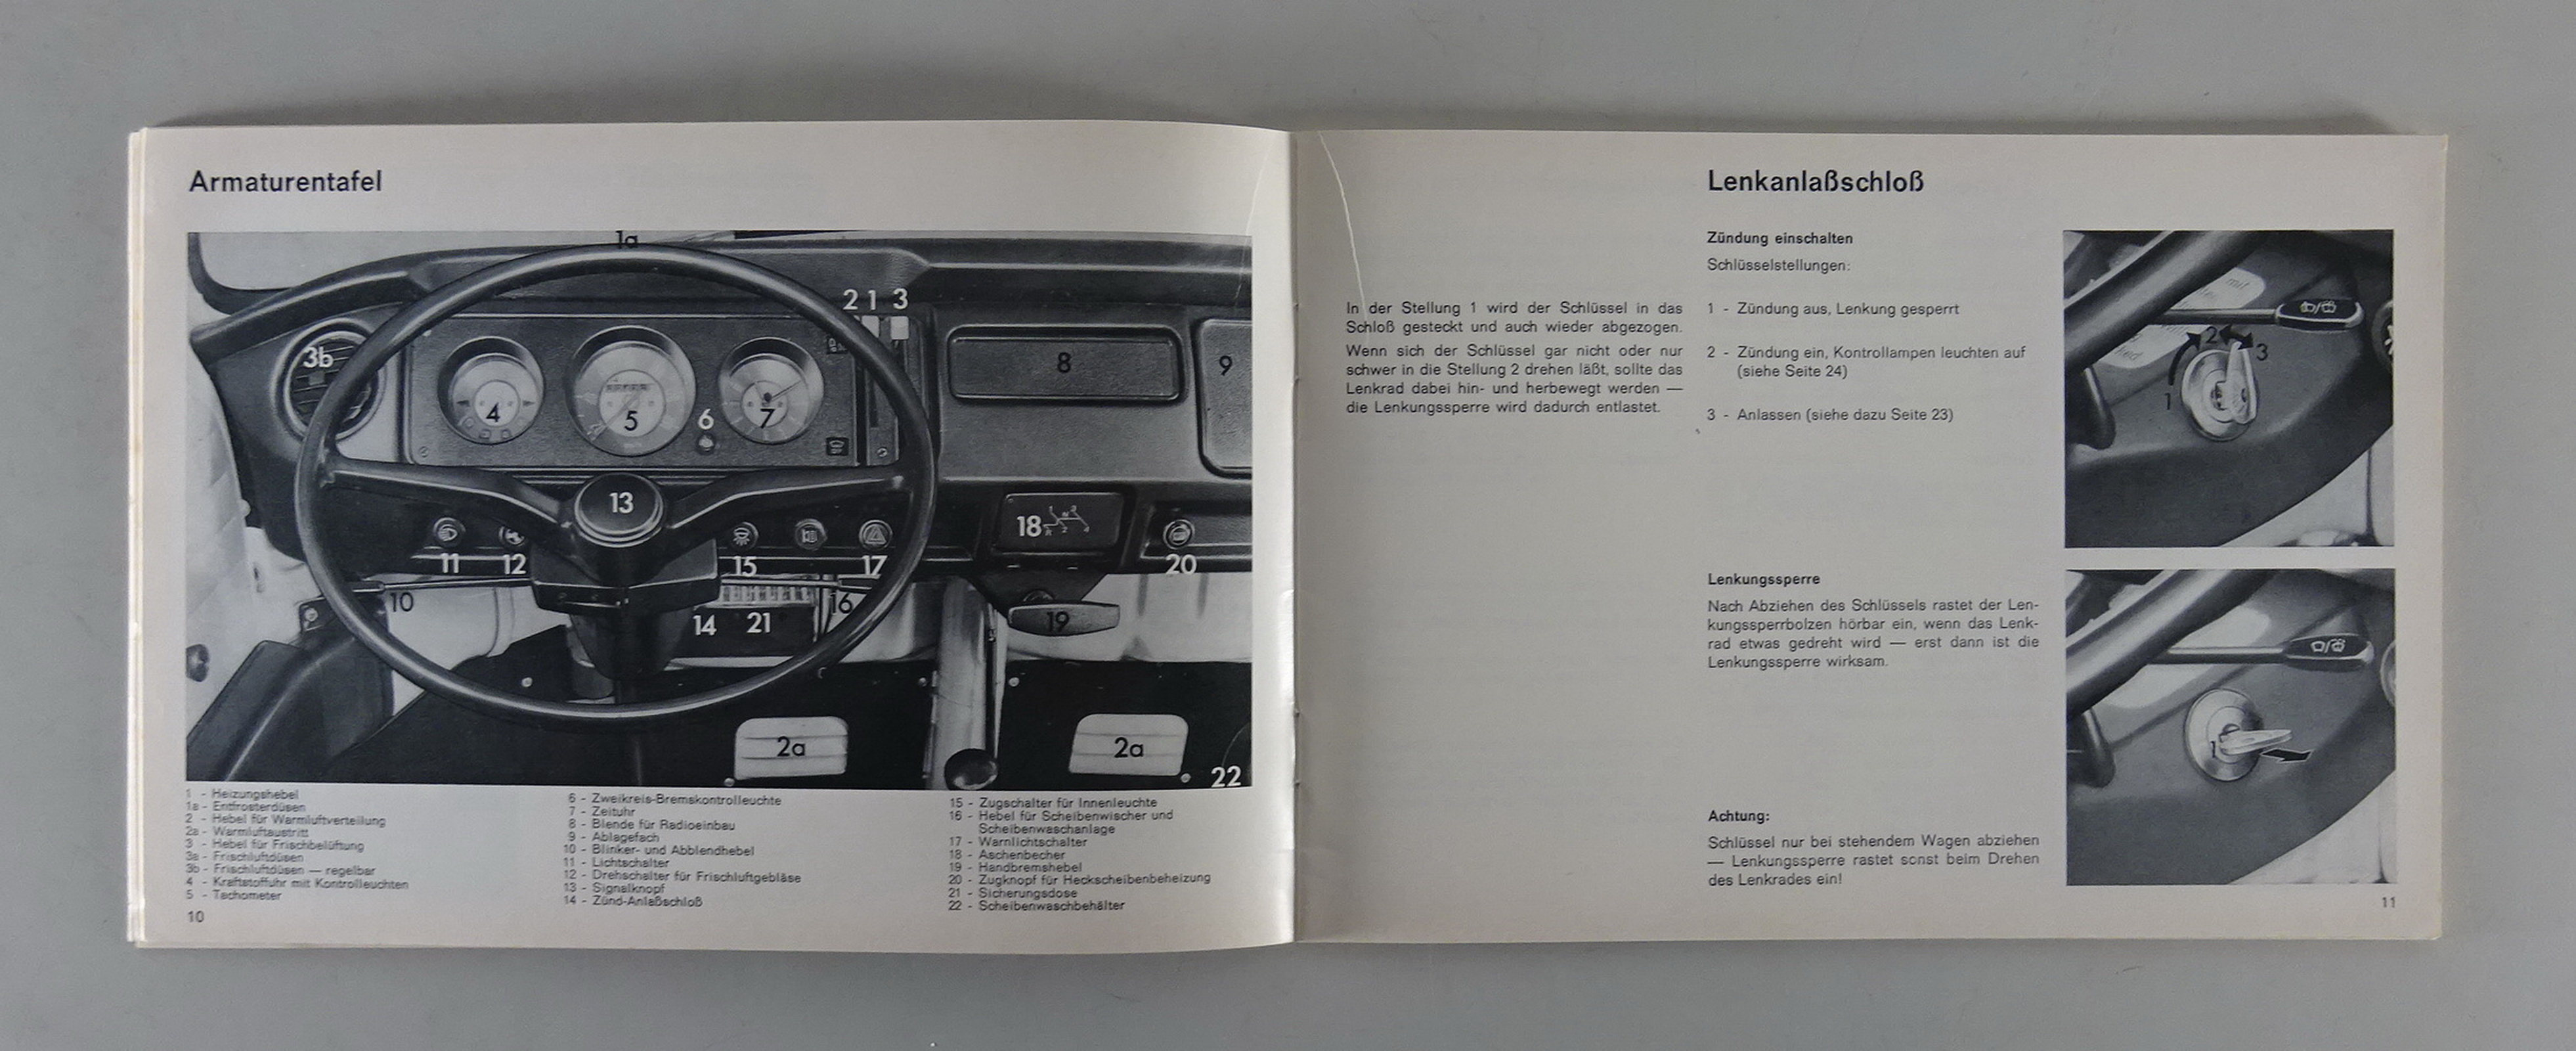 Armaturentafel
1a
2 1 3
3b
8
9
4
5
6
7
13
18
11
12
15
17
20
10
16
14
21
19
2a
2a
22
1 - Heizungshebel
1a - Entfrosterdüsen
2 - Hebel für Warmluftverteilung
2a - Warmluftaustritt
3 - Hebel für Frischbelüftung
3a - Frischluftdüsen
3b - Frischluftdüsen — regelbar
4 - Kraftstoffuhr mit Kontrolleuchten
5 - Tachometer
6 - Zweikreis-Bremskontrolleuchte
7 - Zeituhr
8 - Blende für Radioeinbau
9 - Ablagefach
10 - Blinker- und Abblendhebel
11 - Lichtschalter
12 - Drehschalter für Frischluftgebläse
13 - Signalknopf
14 - Zünd-Anlaßschloß
15 - Zugschalter für Innenleuchte
16 - Hebel für Scheibenwischer und
Scheibenwaschanlage
17 - Warnlichtschalter
18 - Aschenbecher
19 - Handbremshebel
20 - Zugknopf für Heckscheibenbeheizung
21 - Sicherungsdose
22 - Scheibenwaschbehälter
10
In der Stellung 1 wird der Schlüssel in das
Schloß gesteckt und auch wieder abgezogen.
Wenn sich der Schlüssel gar nicht oder nur
schwer in die Stellung 2 drehen läßt, sollte das
Lenkrad dabei hin- und herbewegt werden —
die Lenkungssperre wird dadurch entlastet.
Lenkanlaßschloß
Zündung einschalten
Schlüsselstellungen:
1 - Zündung aus, Lenkung gesperrt
2 - Zündung ein, Kontrollampen leuchten auf
(siehe Seite 24)
3 - Anlassen (siehe dazu Seite 23)
Lenkungssperre
Nach Abziehen des Schlüssels rastet der Len-
kungssperrbolzen hörbar ein, wenn das Lenk-
rad etwas gedreht wird — erst dann ist die
Lenkungssperre wirksam.
Achtung:
Schlüssel nur bei stehendem Wagen abziehen
— Lenkungssperre rastet sonst beim Drehen
des Lenkrades ein!
mit
2
3
1
1
11